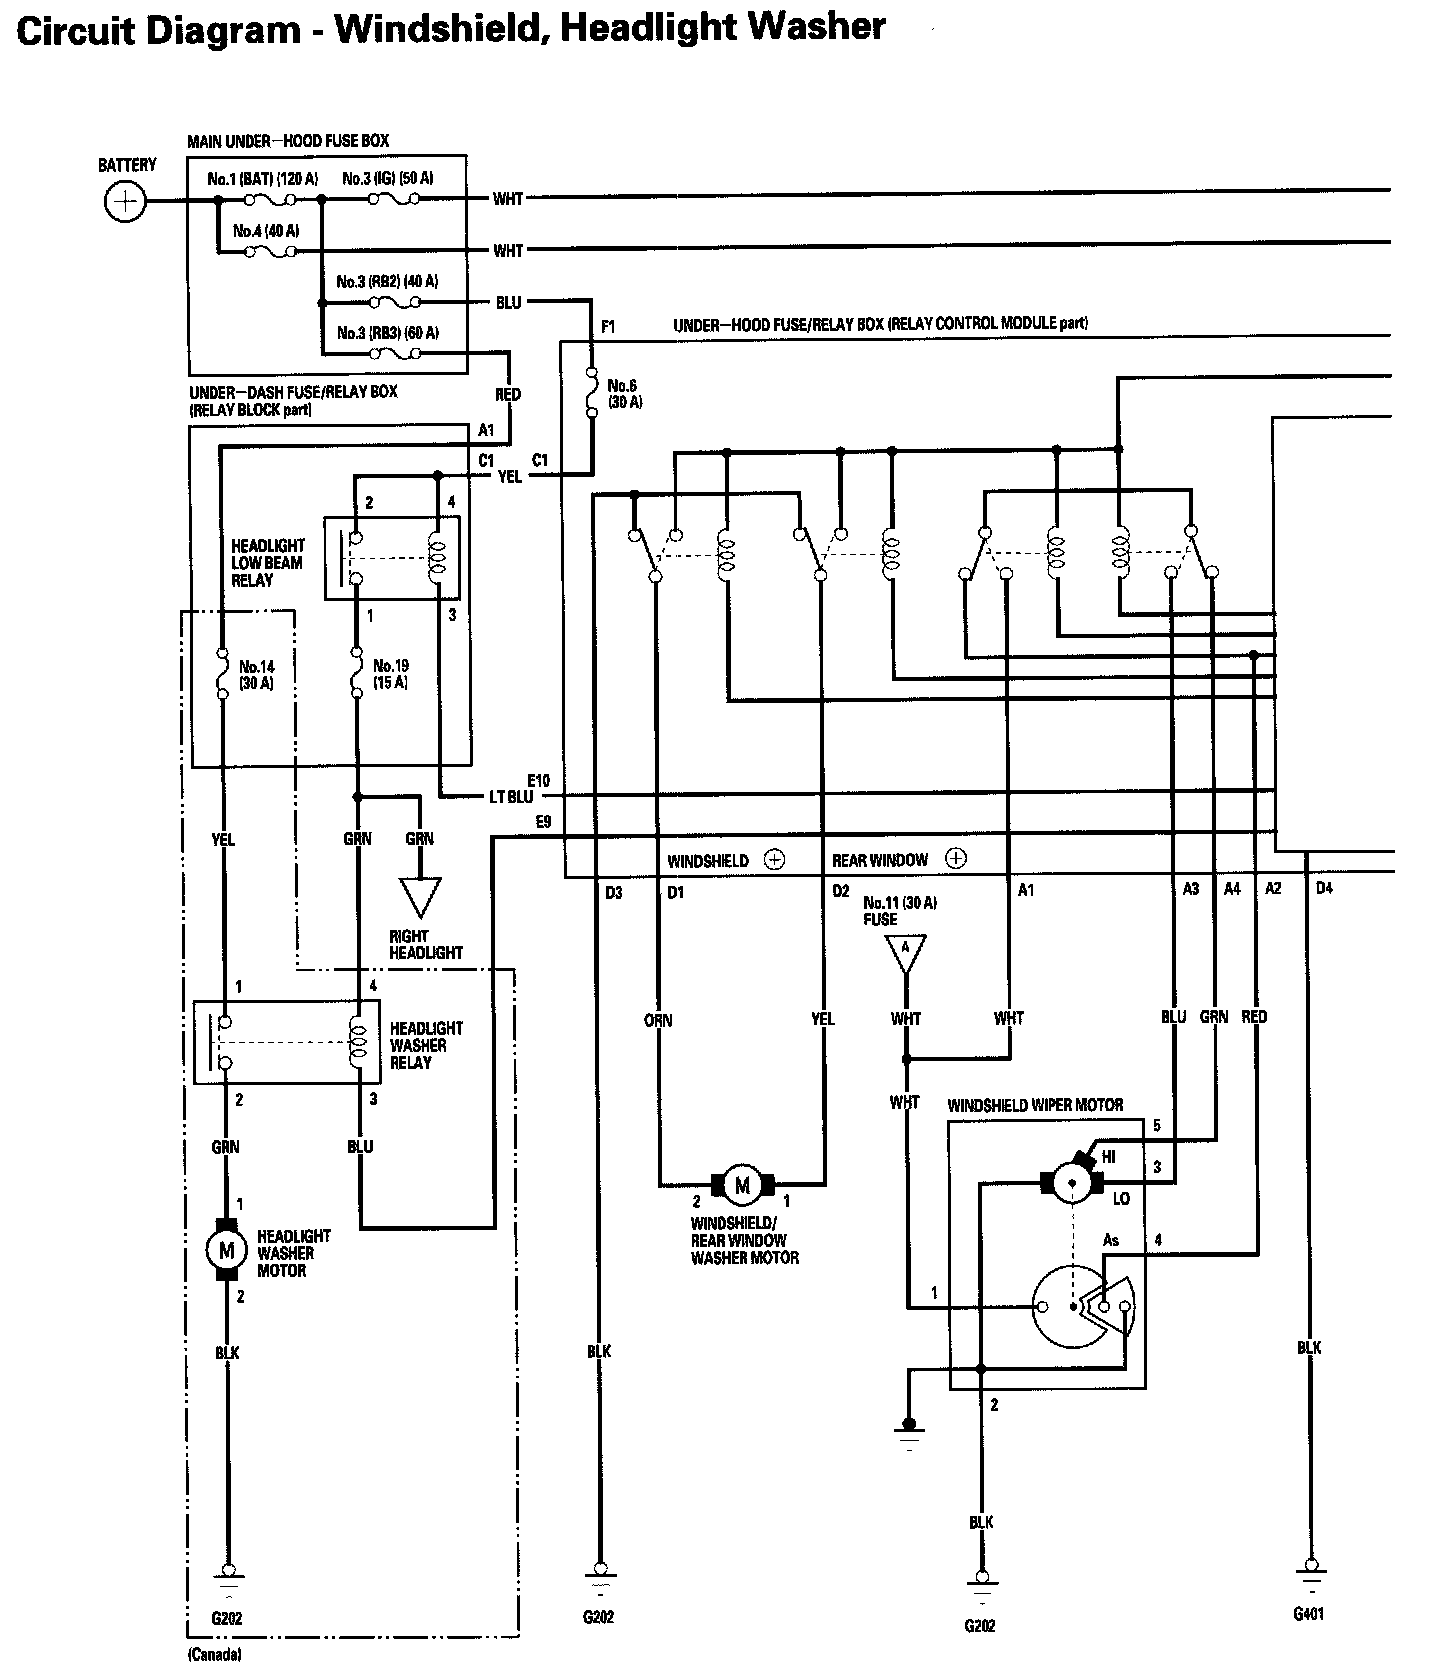 Circuit Diagram - Windshield, Headlight Washer
MAIN UNDER-HOOD FUSE BOX
BATTERY
No.1 (BAT) (120 A)
No.3 (IG) (50 A)
WHT
No.4 (40 A)
WHT
No.3 (RB2) (40 A)
BLU
No.3 (RB3) (60 A)
F1
UNDER-HOOD FUSE/RELAY BOX (RELAY CONTROL MODULE part)
UNDER-DASH FUSE/RELAY BOX
(RELAY BLOCK part)
RED
No.6
(30 A)
A1
C1
YEL
C1
2
4
HEADLIGHT
LOW BEAM
RELAY
1
3
No.14
(30 A)
No.19
(15 A)
E10
LT BLU
E9
YEL
GRN
GRN
WINDSHIELD
REAR WINDOW
D3
D1
D2
A1
A3
A4
A2
D4
No.11 (30 A)
FUSE
A
RIGHT
HEADLIGHT
1
4
ORN
YEL
WHT
WHT
BLU
GRN
RED
HEADLIGHT
WASHER
RELAY
2
3
WHT
WINDSHIELD WIPER MOTOR
GRN
BLU
5
HI
3
LO
M
2
1
WINDSHIELD/
REAR WINDOW
WASHER MOTOR
1
M
HEADLIGHT
WASHER
MOTOR
2
As
4
1
BLK
BLK
BLK
2
BLK
G202
G202
G202
G401
(Canada)